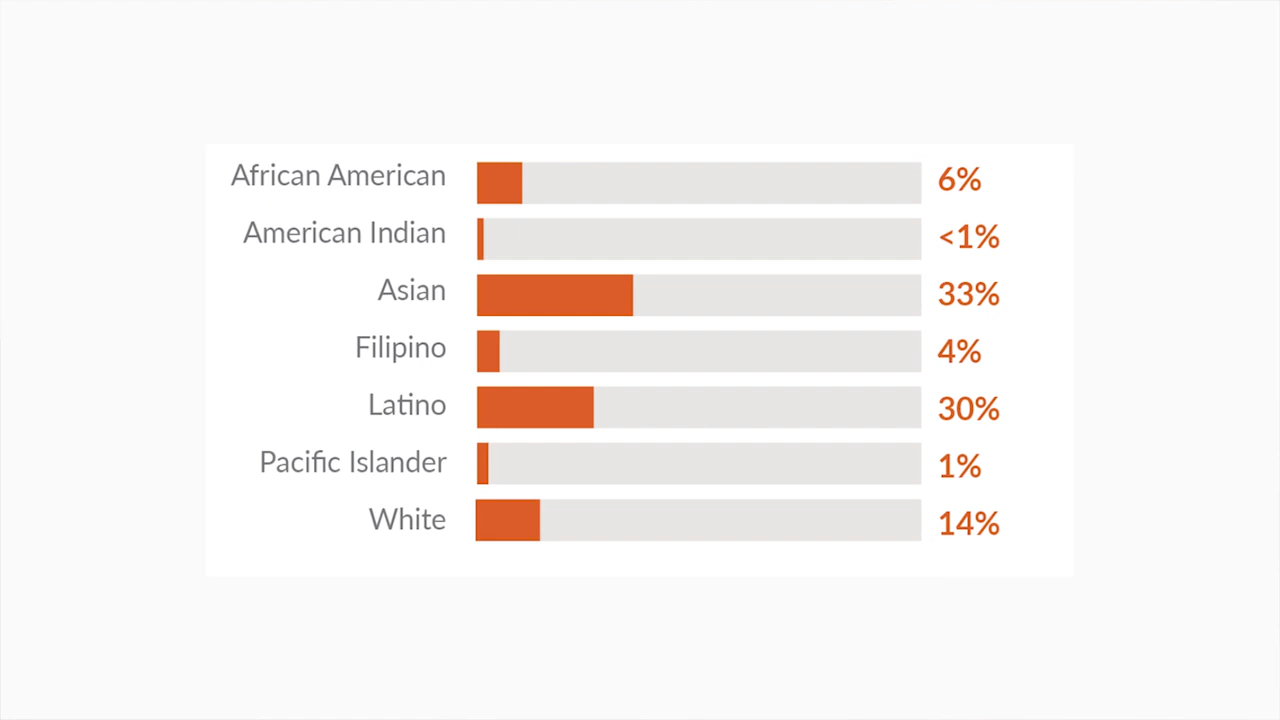 African American 6%
American Indian <1%
Asian 33%
Filipino 4%
Latino 30%
Pacific Islander 1%
White 14%